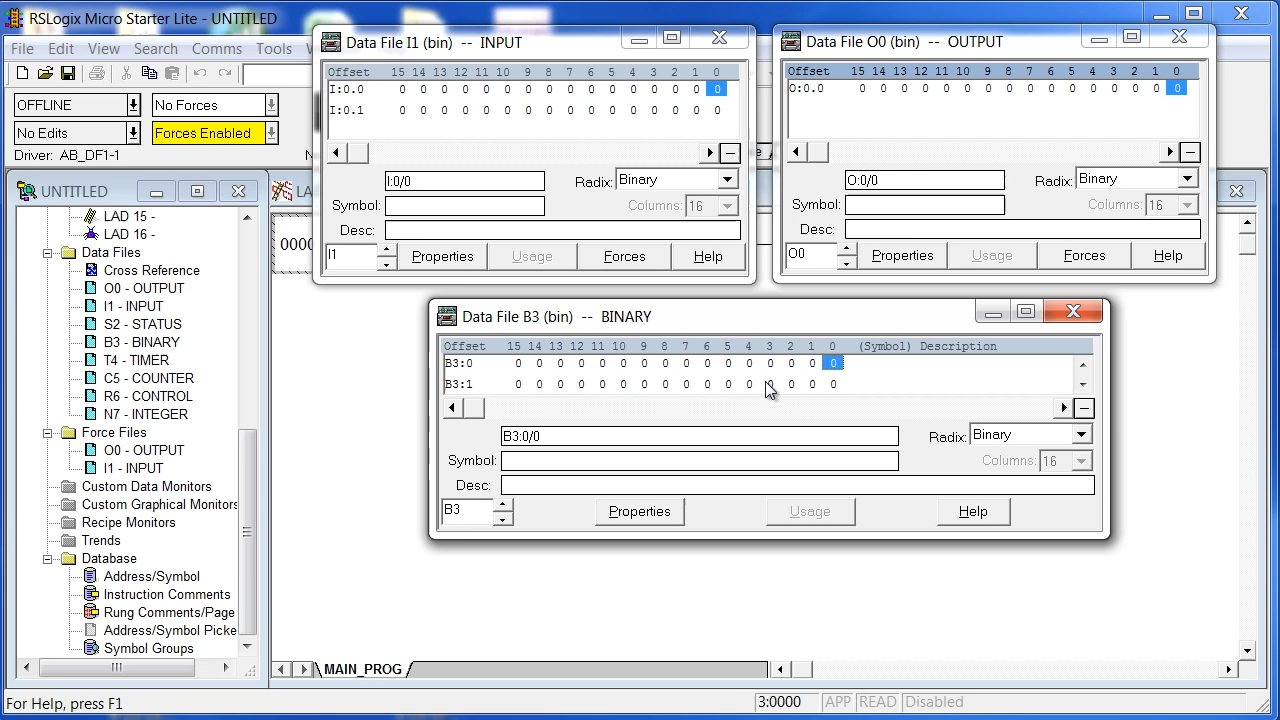 RSLogix Micro Starter Lite - UNTITLED
File Edit View Search Comms Tools W
OFFLINE No Forces
No Edits Forces Enabled
Driver: AB_DF1-1 N
UNTITLED
LAD 15 -
LAD 16 -
Data Files
Cross Reference
O0 - OUTPUT
I1 - INPUT
S2 - STATUS
B3 - BINARY
T4 - TIMER
C5 - COUNTER
R6 - CONTROL
N7 - INTEGER
Force Files
O0 - OUTPUT
I1 - INPUT
Custom Data Monitors
Custom Graphical Monitors
Recipe Monitors
Trends
Database
Address/Symbol
Instruction Comments
Rung Comments/Page
Address/Symbol Picke
Symbol Groups
LA
0000
Data File I1 (bin) -- INPUT
Offset 15 14 13 12 11 10 9 8 7 6 5 4 3 2 1 0
I:0.0 0 0 0 0 0 0 0 0 0 0 0 0 0 0 0 0
I:0.1 0 0 0 0 0 0 0 0 0 0 0 0 0 0 0 0
I:0/0 Radix: Binary
Symbol: Columns: 16
Desc:
I1 Properties Usage Forces Help
Data File O0 (bin) -- OUTPUT
Offset 15 14 13 12 11 10 9 8 7 6 5 4 3 2 1 0
O:0.0 0 0 0 0 0 0 0 0 0 0 0 0 0 0 0 0
O:0/0 Radix: Binary
Symbol: Columns: 16
Desc:
O0 Properties Usage Forces Help
Data File B3 (bin) -- BINARY
Offset 15 14 13 12 11 10 9 8 7 6 5 4 3 2 1 0 (Symbol) Description
B3:0 0 0 0 0 0 0 0 0 0 0 0 0 0 0 0 0
B3:1 0 0 0 0 0 0 0 0 0 0 0 0 0 0 0 0
B3:0/0 Radix: Binary
Symbol: Columns: 16
Desc:
B3 Properties Usage Help
MAIN_PROG
For Help, press F1 3:0000 APP READ Disabled